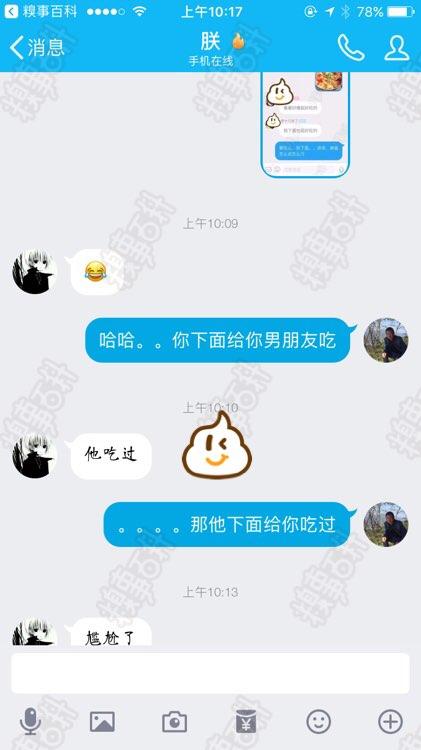 糗事百科
上午10:17
78%
消息
朕
手机在线
上午10:09
哈哈。。你下面给你男朋友吃
上午10:10
他吃过
。。。。那他下面给你吃过
上午10:13
尴尬了